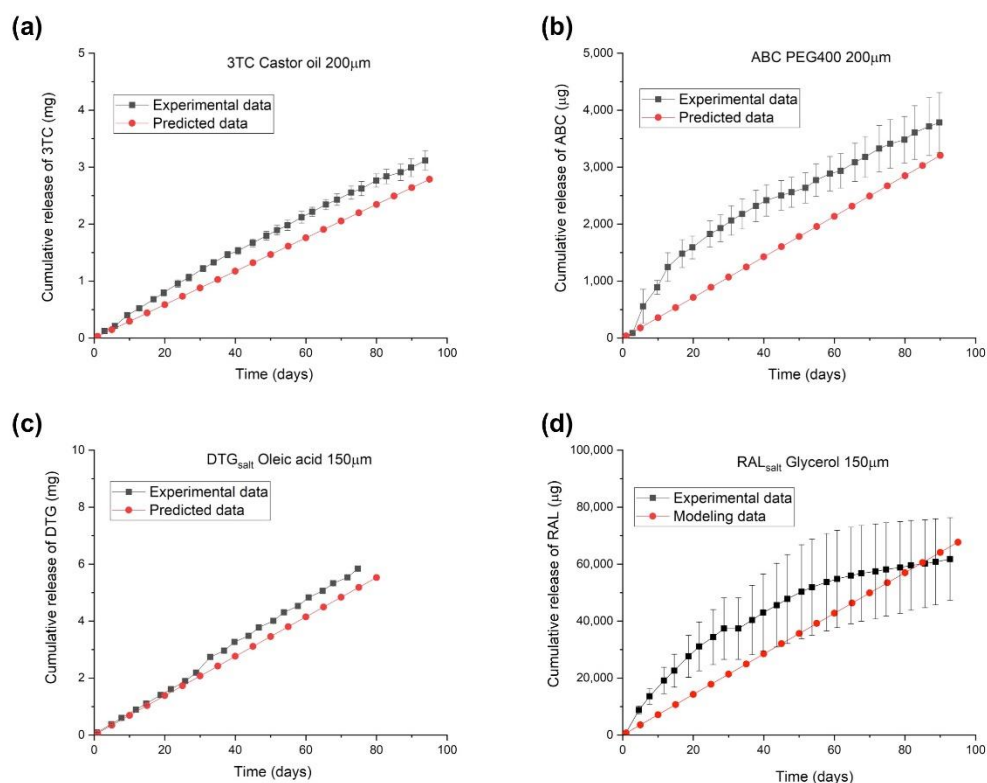 (a)
3TC Castor oil 200μm
Experimental data
Predicted data
Cumulative release of 3TC (mg)
5
4
3
2
1
0
0 20 40 60 80 100
Time (days)
(b)
ABC PEG400 200μm
Experimental data
Predicted data
Cumulative release of ABC (μg)
5,000
4,000
3,000
2,000
1,000
0
0 20 40 60 80 100
Time (days)
(c)
DTGsalt Oleic acid 150μm
Experimental data
Predicted data
Cumulative release of DTG (mg)
10
8
6
4
2
0
0 20 40 60 80 100
Time (days)
(d)
RALsalt Glycerol 150μm
Experimental data
Modeling data
Cumulative release of RAL (μg)
100,000
80,000
60,000
40,000
20,000
0
0 20 40 60 80 100
Time (days)